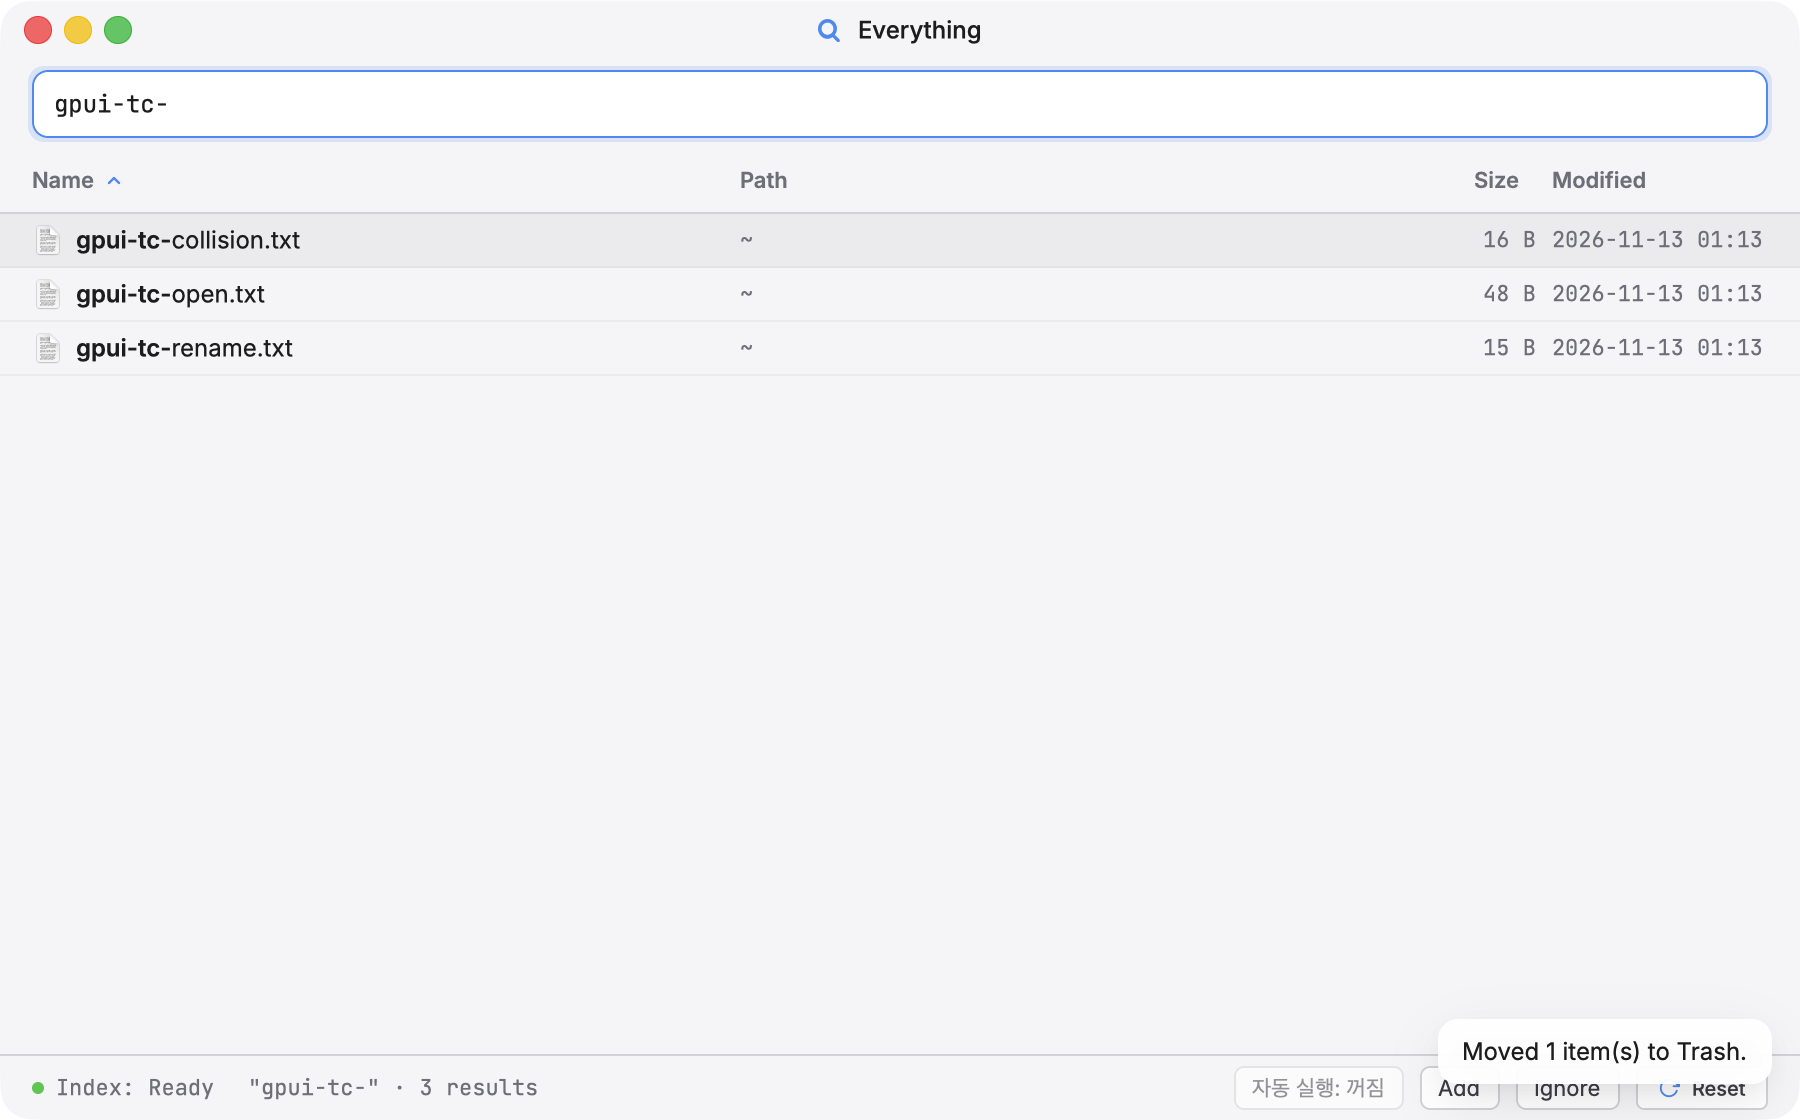 Everything
gpui-tc-
Name Path Size Modified
gpui-tc-collision.txt ~ 16 B 2026-11-13 01:13
gpui-tc-open.txt ~ 48 B 2026-11-13 01:13
gpui-tc-rename.txt ~ 15 B 2026-11-13 01:13
Moved 1 item(s) to Trash.
Index: Ready "gpui-tc-" · 3 results 자동 실행: 꺼짐 Add Ignore Reset